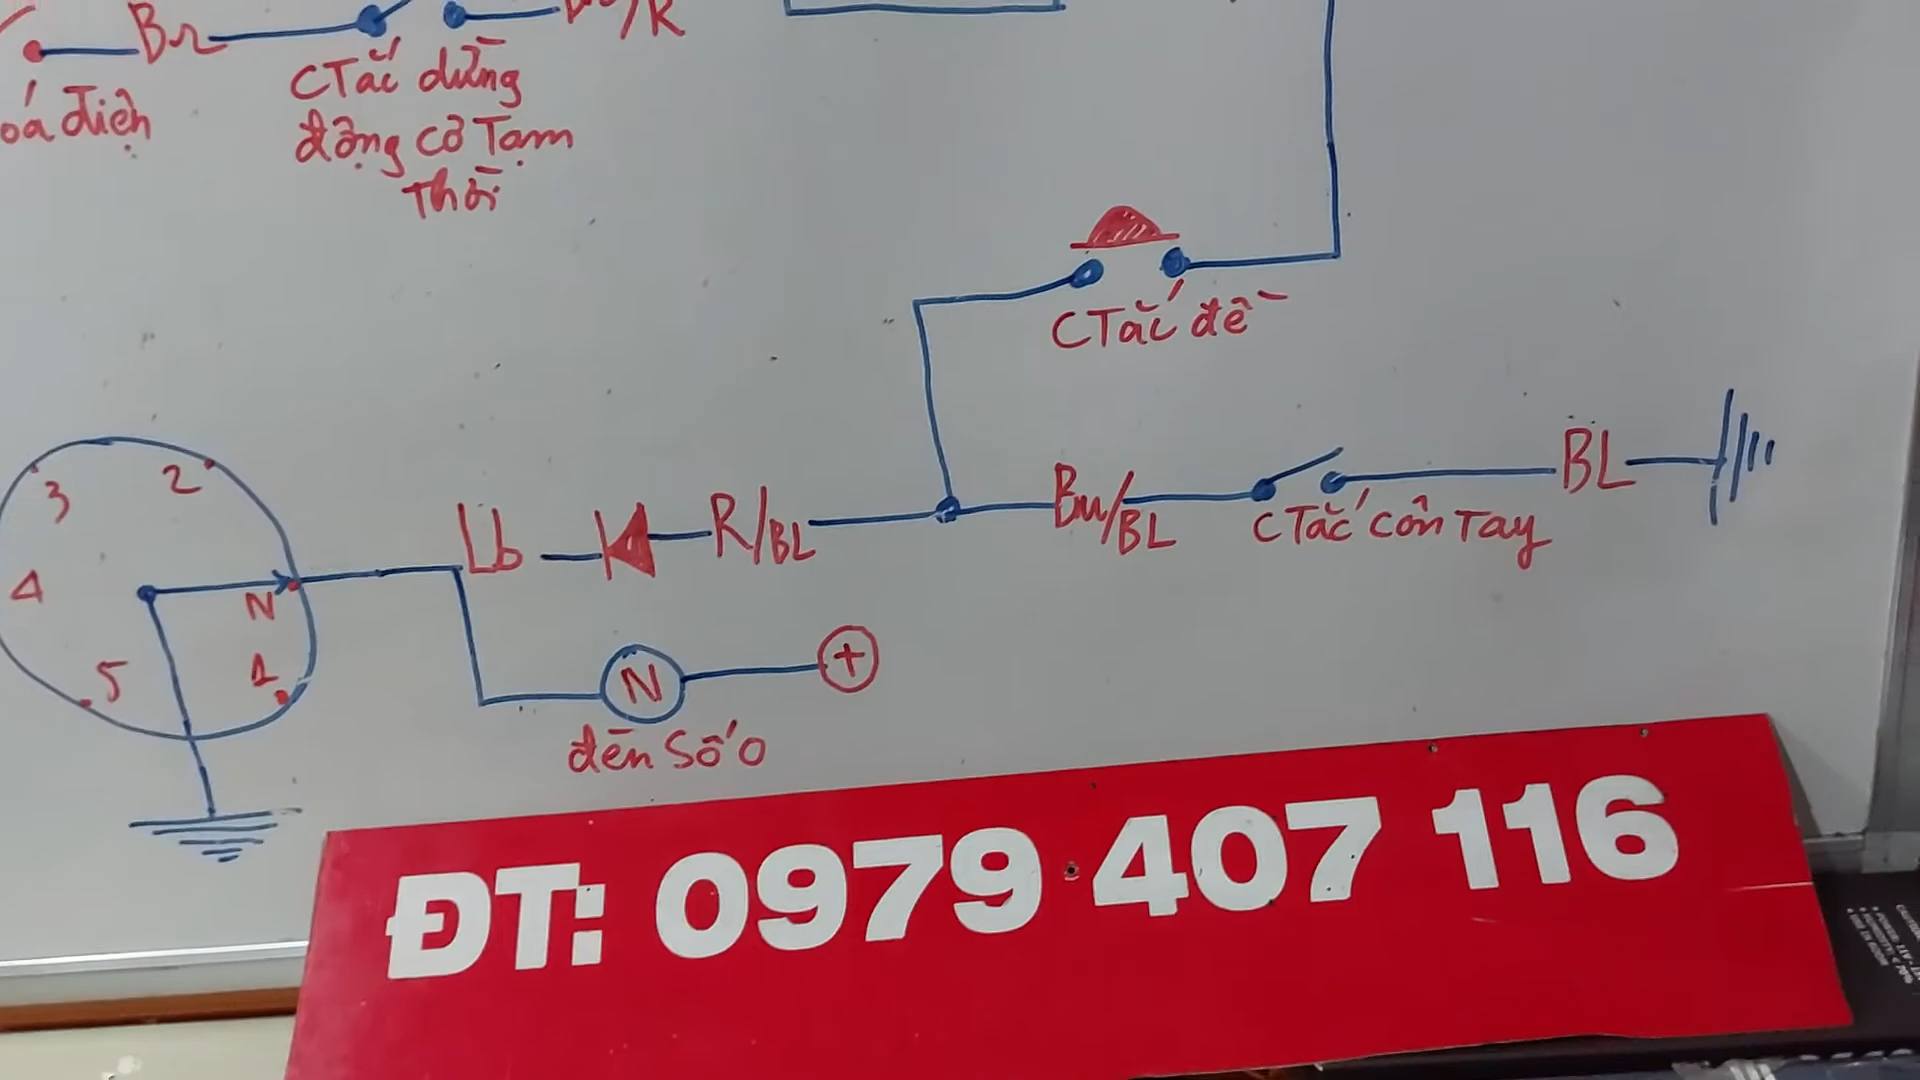 Br
/R
CTắc dừng
động cơ Tạm
Thời
oá điện
CTắc đề
3
2
4
N
5
1
Lb
R/BL
Bu/BL
CTắc côn Tay
BL
N
+
đèn Số 0
ĐT: 0979 407 116